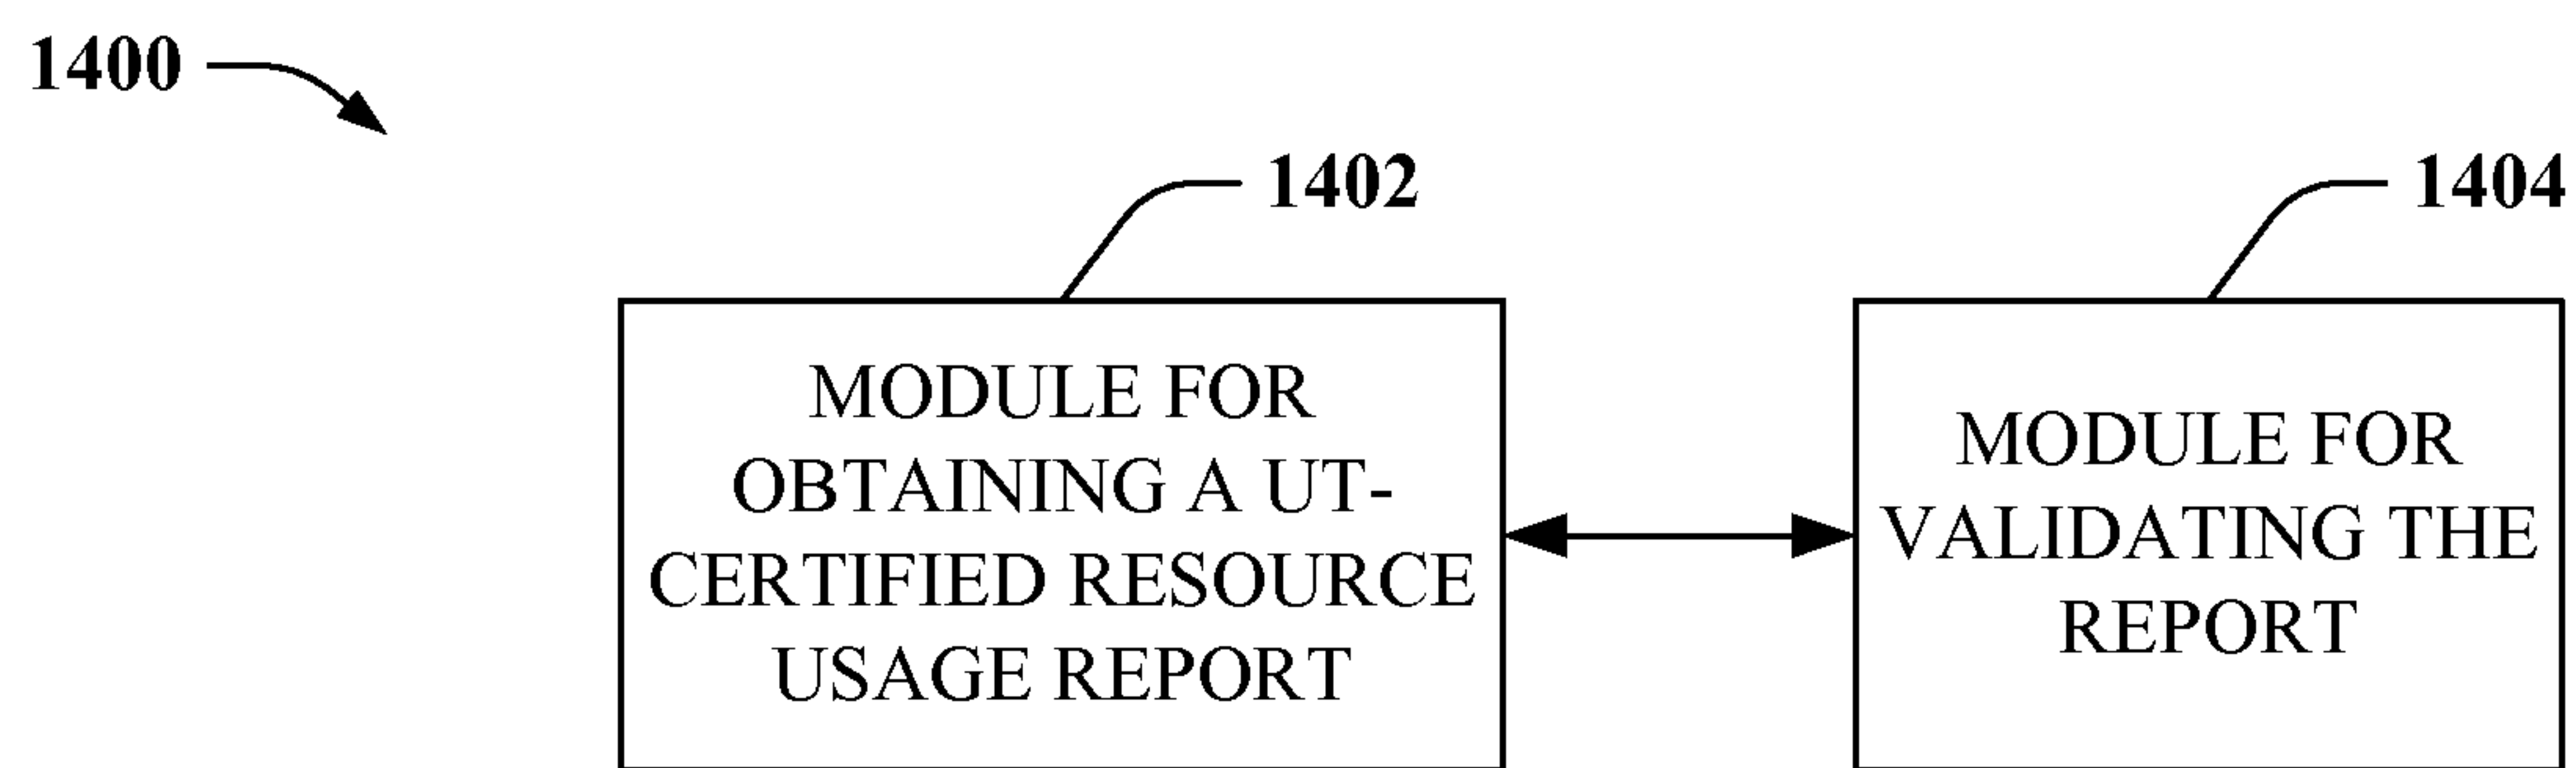 1400
1402
1404
MODULE FOR
OBTAINING A UT-
CERTIFIED RESOURCE
USAGE REPORT
MODULE FOR
VALIDATING THE
REPORT